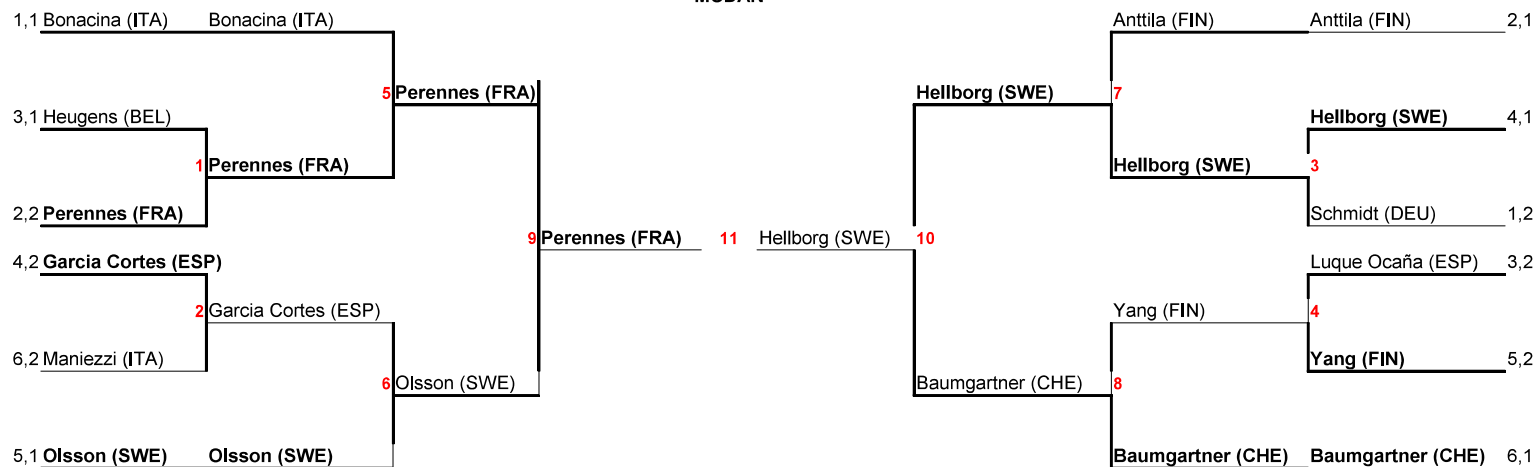 MUDAN
1,1 Bonacina (ITA) Bonacina (ITA) Anttila (FIN) Anttila (FIN) 2,1
5 Perennes (FRA) Hellborg (SWE) 7
3,1 Heugens (BEL) Hellborg (SWE) 4,1
1 Perennes (FRA) Hellborg (SWE) 3
2,2 Perennes (FRA) Schmidt (DEU) 1,2
9 Perennes (FRA) 11 Hellborg (SWE) 10
4,2 Garcia Cortes (ESP) Luque Ocaña (ESP) 3,2
2 Garcia Cortes (ESP) Yang (FIN) 4
6,2 Maniezzi (ITA) Yang (FIN) 5,2
6 Olsson (SWE) Baumgartner (CHE) 8
5,1 Olsson (SWE) Olsson (SWE) Baumgartner (CHE) Baumgartner (CHE) 6,1